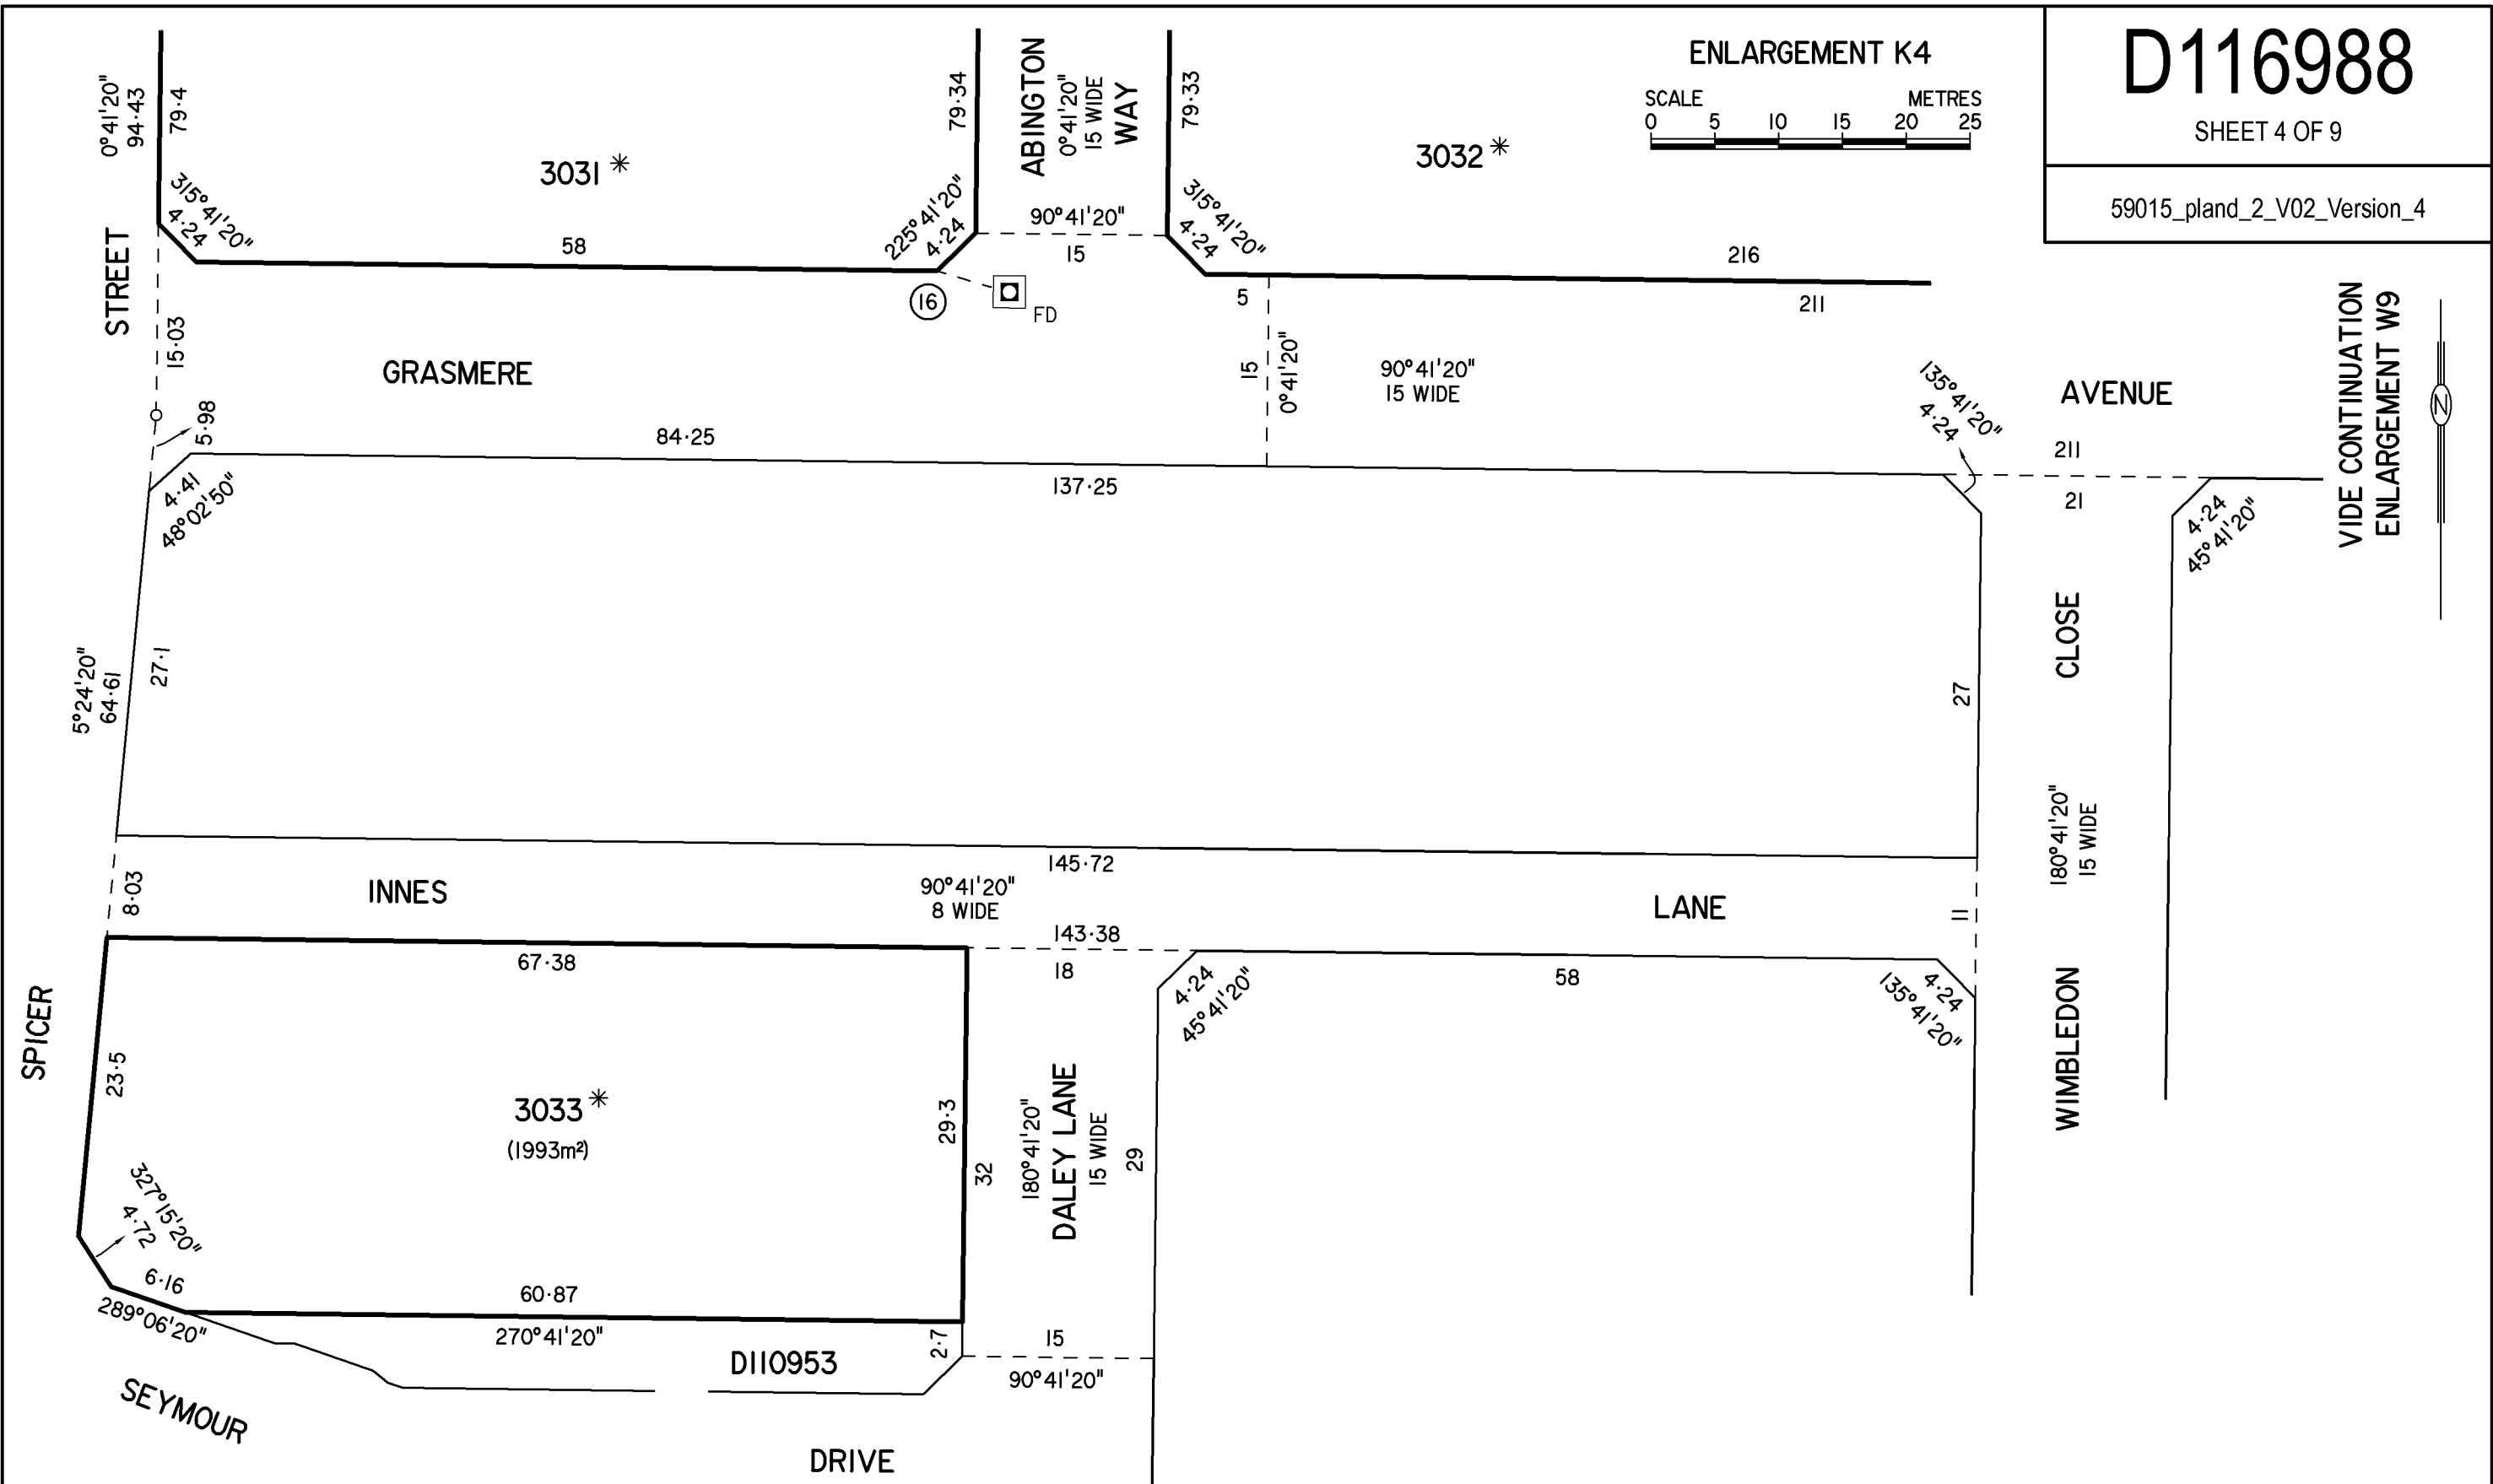 D116988
SHEET 4 OF 9
59015_pland_2_V02_Version_4
ENLARGEMENT K4
SCALE
METRES
0 5 10 15 20 25
0°41'20"
94·43
79·4
315°41'20"
4·24
3031 *
58
79·34
225°41'20"
4·24
ABINGTON
0°41'20"
15 WIDE
WAY
90°41'20"
15
79·33
315°41'20"
4·24
3032 *
216
5
211
STREET
15·03
16
FD
GRASMERE
15
0°41'20"
90°41'20"
15 WIDE
135°41'20"
4·24
AVENUE
211
21
VIDE CONTINUATION
ENLARGEMENT W9
N
5·98
84·25
137·25
4·41
48°02'50"
4·24
45°41'20"
5°24'20"
64·61
27·1
27
CLOSE
180°41'20"
15 WIDE
WIMBLEDON
145·72
8·03
INNES
90°41'20"
8 WIDE
LANE
11
143·38
67·38
18
4·24
45°41'20"
58
4·24
135°41'20"
SPICER
23·5
3033 *
(1993m²)
29·3
32
180°41'20"
DALEY LANE
15 WIDE
29
327°15'20"
4·72
6·16
289°06'20"
60·87
270°41'20"
2·7
15
90°41'20"
D110953
SEYMOUR
DRIVE